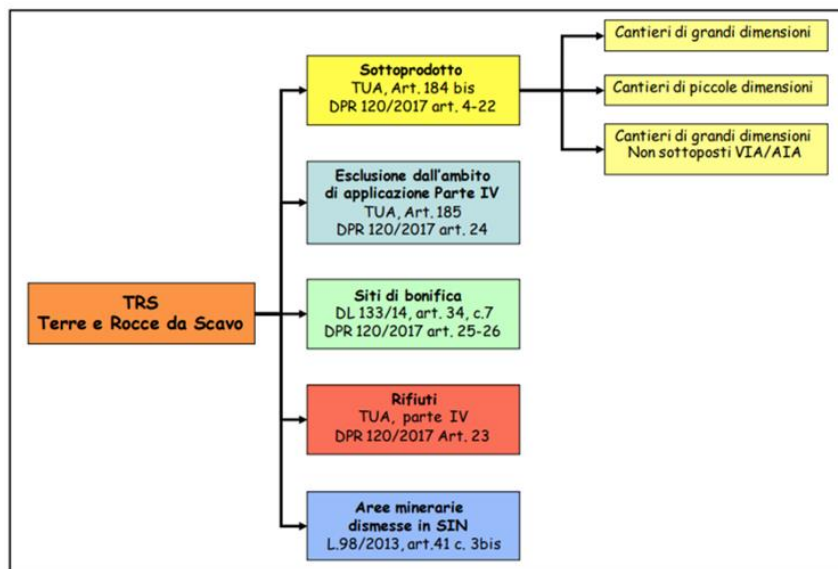 Sottoprodotto
TUA, Art. 184 bis
DPR 120/2017 art. 4-22
Cantieri di grandi dimensioni
Cantieri di piccole dimensioni
Cantieri di grandi dimensioni
Non sottoposti VIA/AIA
Esclusione dall'ambito
di applicazione Parte IV
TUA, Art. 185
DPR 120/2017 art. 24
TRS
Terre e Rocce da Scavo
Siti di bonifica
DL 133/14, art. 34, c.7
DPR 120/2017 art. 25-26
Rifiuti
TUA, parte IV
DPR 120/2017 Art. 23
Aree minerarie
dismesse in SIN
L.98/2013, art.41 c. 3bis